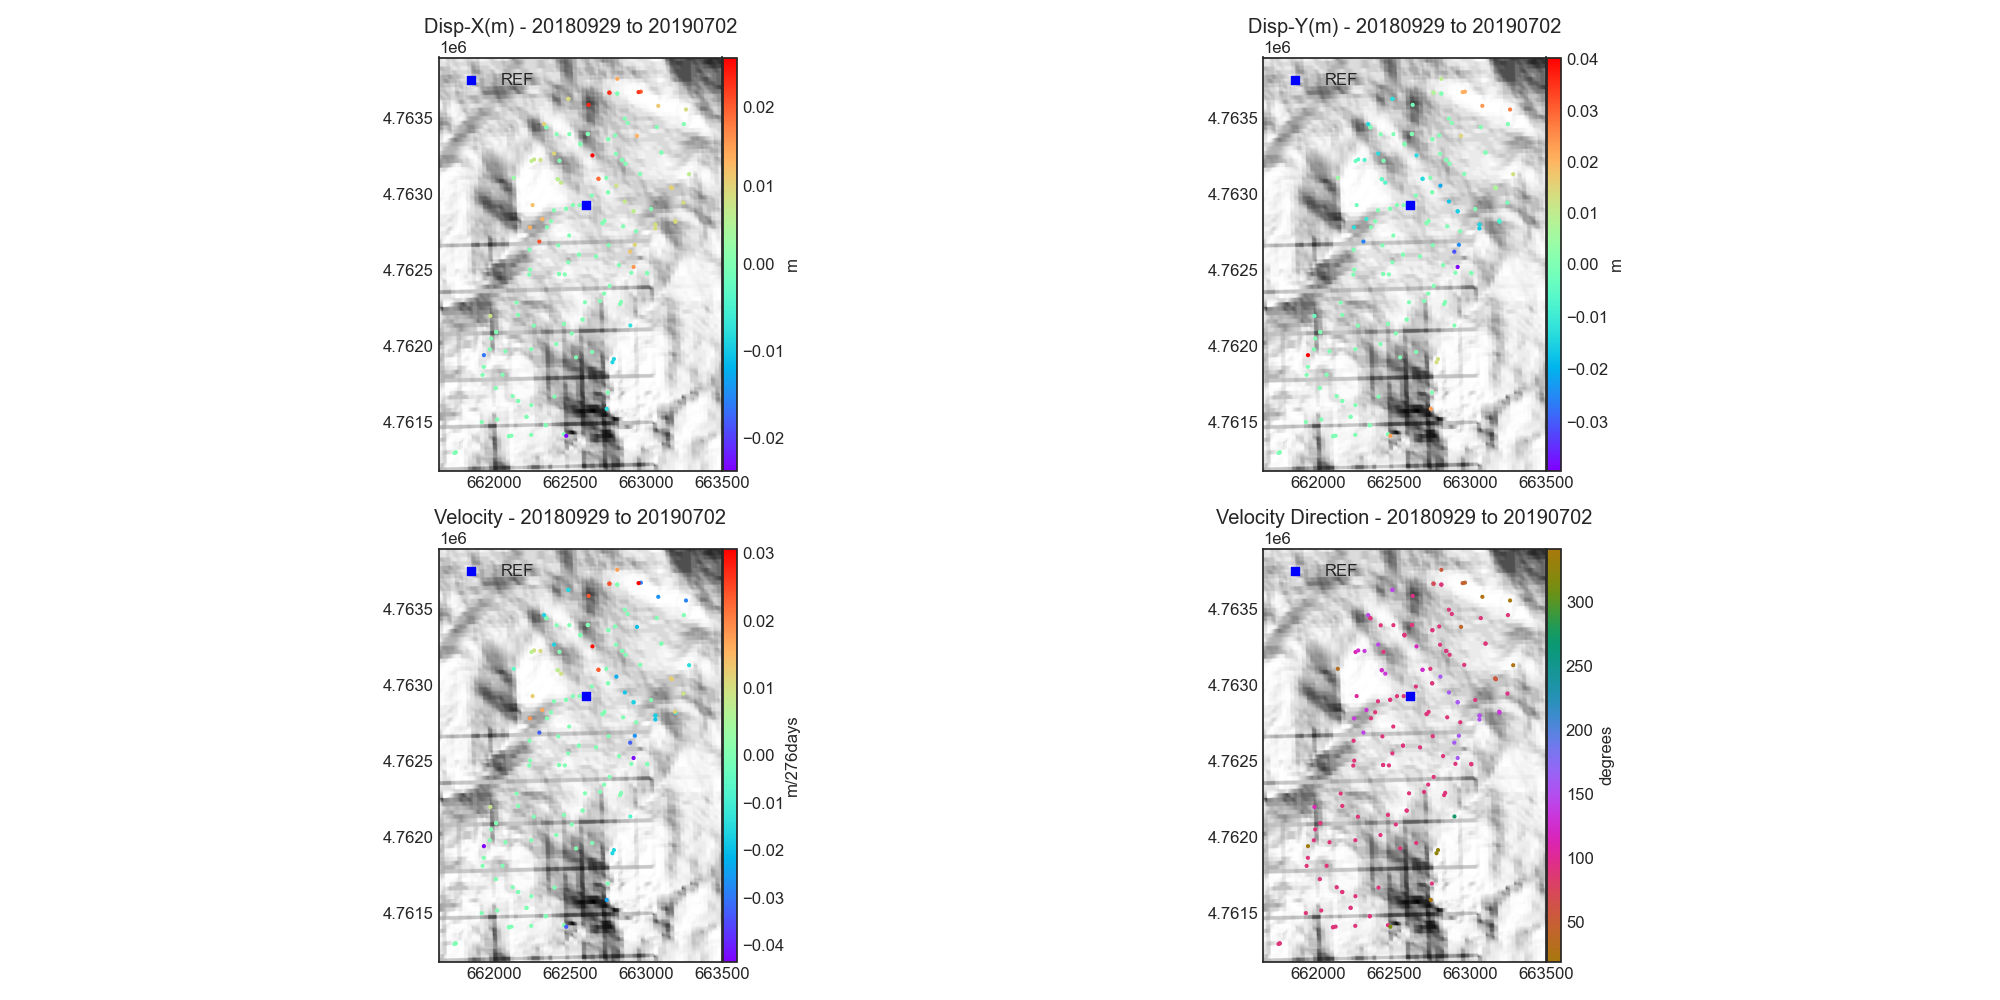 Disp-X(m) - 20180929 to 20190702
1e6
REF
4.7635
4.7630
4.7625
4.7620
4.7615
662000 662500 663000 663500
0.02
0.01
0.00
−0.01
−0.02
m
Disp-Y(m) - 20180929 to 20190702
1e6
REF
4.7635
4.7630
4.7625
4.7620
4.7615
662000 662500 663000 663500
0.04
0.03
0.02
0.01
0.00
−0.01
−0.02
−0.03
m
Velocity - 20180929 to 20190702
1e6
REF
4.7635
4.7630
4.7625
4.7620
4.7615
662000 662500 663000 663500
0.03
0.02
0.01
0.00
−0.01
−0.02
−0.03
−0.04
m/276days
Velocity Direction - 20180929 to 20190702
1e6
REF
4.7635
4.7630
4.7625
4.7620
4.7615
662000 662500 663000 663500
300
250
200
150
100
50
degrees